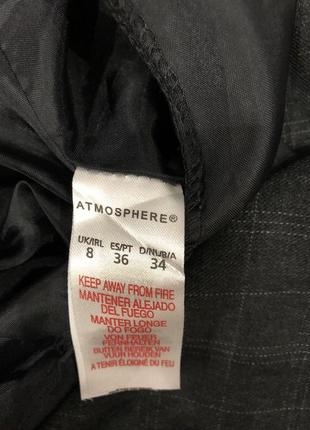 ATMOSPHERE®
UK/IRL ES/PT D/NL/B/A
8 36 34
KEEP AWAY FROM FIRE
MANTENER ALEJADO
DEL FUEGO
MANTER LONGE
DO FOGO
VON FEUER
FERNHALTEN
BUITEN BEREIK VAN
VUUR HOUDEN
A TENIR ÉLOIGNÉ DU FEU